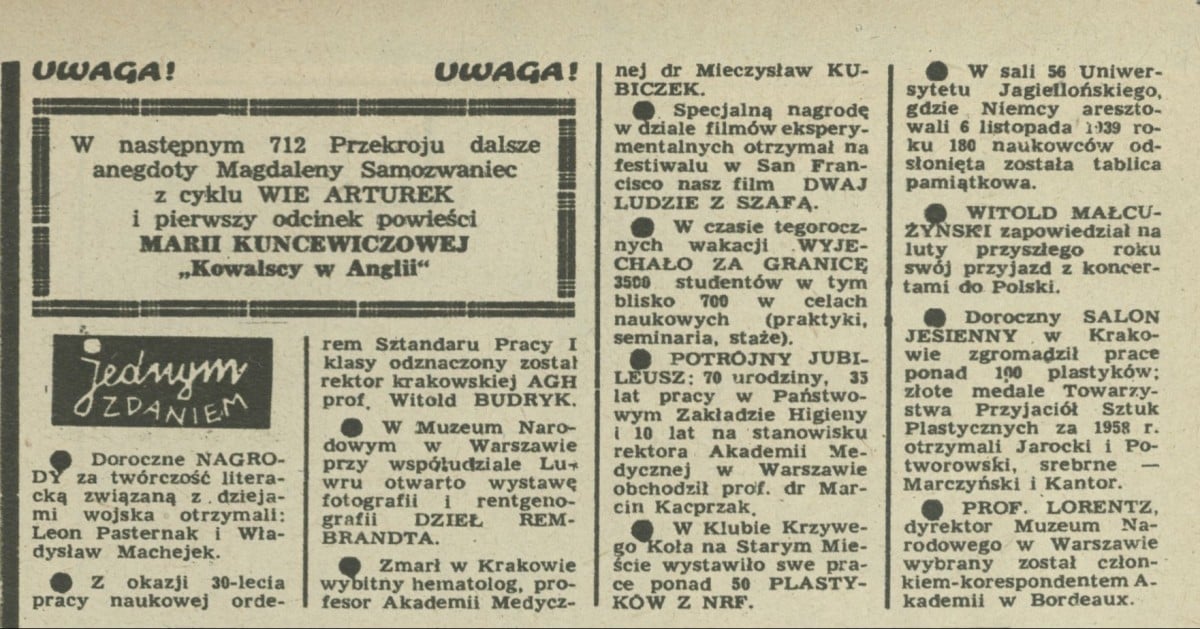 UWAGA! UWAGA!
W następnym 712 Przekroju dalsze
anegdoty Magdaleny Samozwaniec
z cyklu WIE ARTUREK
i pierwszy odcinek powieści
MARII KUNCEWICZOWEJ
„Kowalscy w Anglii“
jednym
ZDANIEM
● Doroczne NAGRO-
DY za twórczość litera-
cką związaną z dzieja-
mi wojska otrzymali:
Leon Pasternak i Wła-
dysław Machejek.
● Z okazji 30-lecia
pracy naukowej orde-
rem Sztandaru Pracy I
klasy odznaczony został
rektor krakowskiej AGH
prof. Witold BUDRYK.
● W Muzeum Naro-
dowym w Warszawie
przy współudziale Lu-
wru otwarto wystawę
fotografii i rentgeno-
grafii DZIEŁ REM-
BRANDTA.
● Zmarł w Krakowie
wybitny hematolog, pro-
fesor Akademii Medycz-
nej dr Mieczysław KU-
BICZEK.
● Specjalną nagrodę
w dziale filmów ekspery-
mentalnych otrzymał na
festiwalu w San Fran-
cisco nasz film DWAJ
LUDZIE Z SZAFĄ.
● W czasie tegorocz-
nych wakacji WYJE-
CHAŁO ZA GRANICĘ
3500 studentów w tym
blisko 700 w celach
naukowych (praktyki,
seminaria, staże).
● POTRÓJNY JUBI-
LEUSZ: 70 urodziny, 35
lat pracy w Państwo-
wym Zakładzie Higieny
i 10 lat na stanowisku
rektora Akademii Me-
dycznej w Warszawie
obchodził prof. dr Mar-
cin Kacprzak.
● W Klubie Krzywe-
go Koła na Starym Mie-
ście wystawiło swe pra-
ce ponad 50 PLASTY-
KÓW Z NRF.
● W sali 56 Uniwer-
sytetu Jagiellońskiego,
gdzie Niemcy areszto-
wali 6 listopada 1939 ro-
ku 180 naukowców od-
słonięta została tablica
pamiątkowa.
● WITOLD MAŁCU-
ŻYŃSKI zapowiedział na
luty przyszłego roku
swój przyjazd z koncer-
tami do Polski.
● Doroczny SALON
JESIENNY w Krako-
wie zgromadził prace
ponad 100 plastyków;
złote medale Towarzy-
stwa Przyjaciół Sztuk
Plastycznych za 1958 r.
otrzymali Jarocki i Po-
tworowski, srebrne —
Marczyński i Kantor.
● PROF. LORENTZ,
dyrektor Muzeum Na-
rodowego w Warszawie
wybrany został człon-
kiem-korespondentem A-
kademii w Bordeaux.